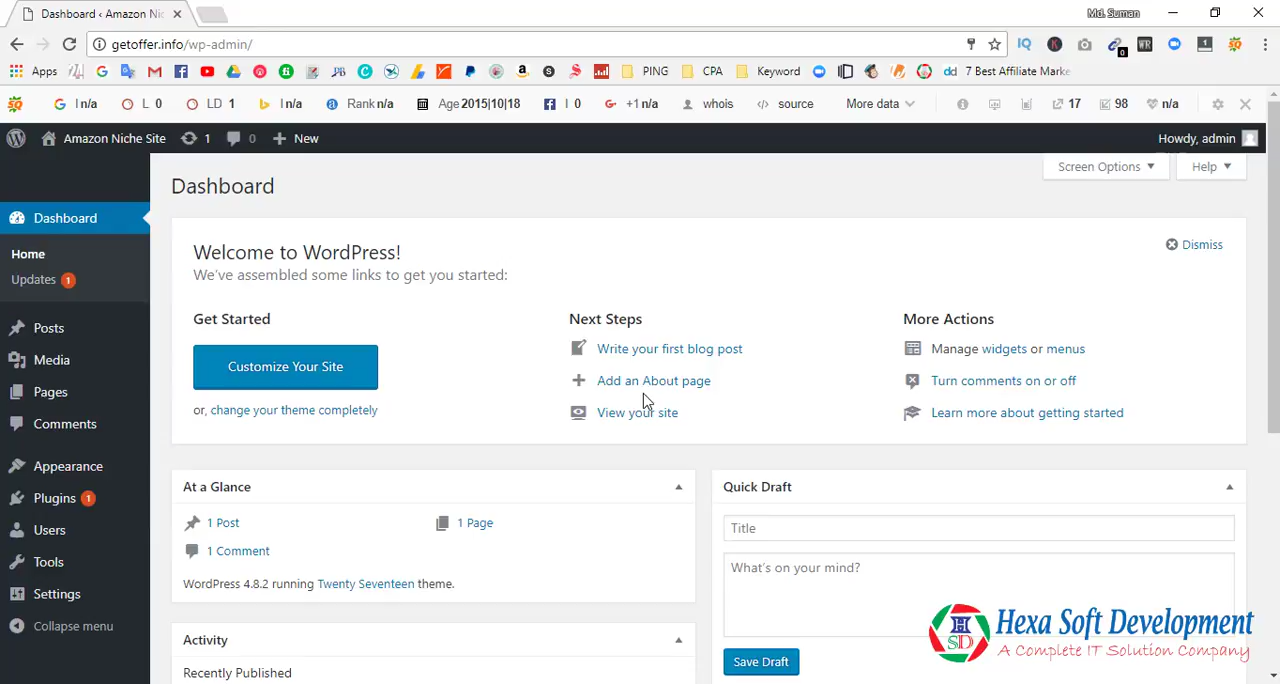 Dashboard ‹ Amazon Nic
Md. Suman
getoffer.info/wp-admin/
Apps
PING
CPA
Keyword
7 Best Affiliate Marke
I n/a
L 0
LD 1
I n/a
Rank n/a
Age 2015|10|18
I 0
+1 n/a
whois
source
More data
17
98
n/a
Amazon Niche Site
1
0
New
Howdy, admin
Screen Options
Help
Dashboard
Dashboard
Home
Updates 1
Posts
Media
Pages
Comments
Appearance
Plugins 1
Users
Tools
Settings
Collapse menu
Welcome to WordPress!
We've assembled some links to get you started:
Dismiss
Get Started
Customize Your Site
or, change your theme completely
Next Steps
Write your first blog post
Add an About page
View your site
More Actions
Manage widgets or menus
Turn comments on or off
Learn more about getting started
At a Glance
1 Post
1 Page
1 Comment
WordPress 4.8.2 running Twenty Seventeen theme.
Activity
Recently Published
Quick Draft
Title
What's on your mind?
Save Draft
HSD
Hexa Soft Development
A Complete IT Solution Company